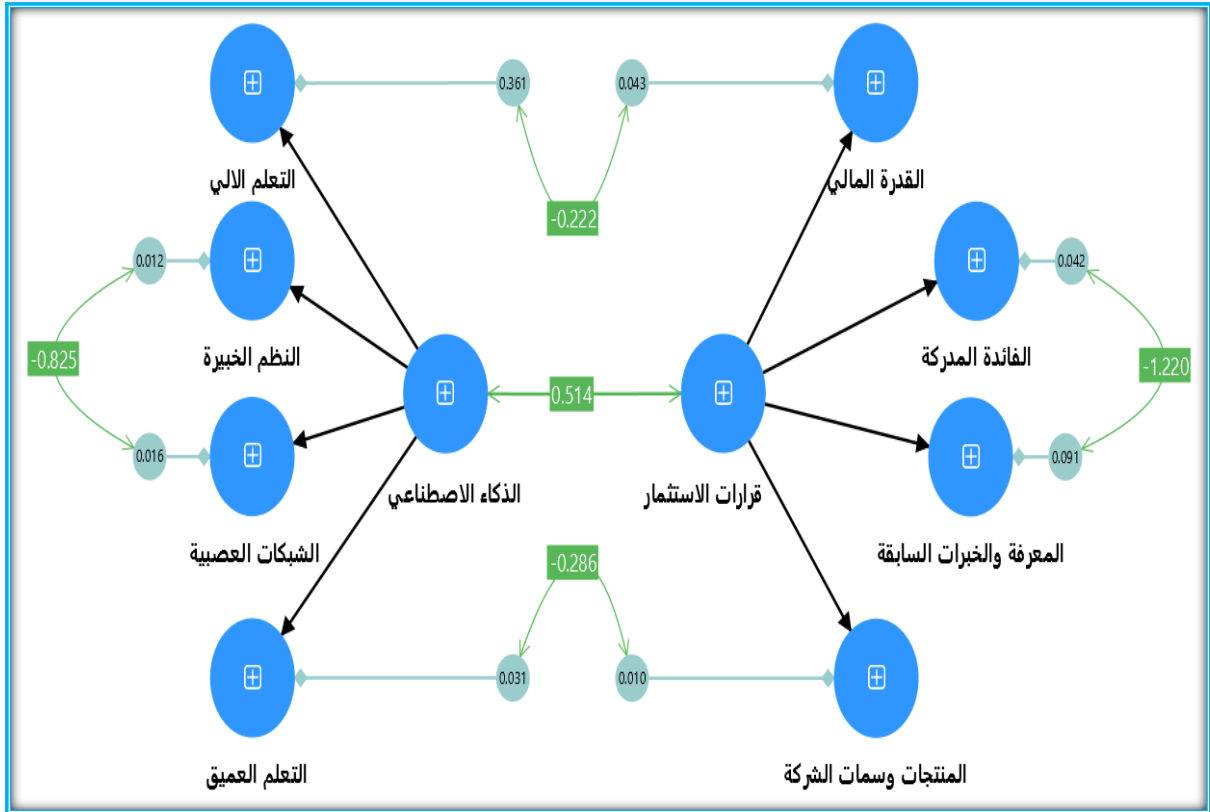 0.361
0.043
التعلم الالي
القدرة المالي
-0.222
0.012
0.042
النظم الخبيرة
الفائدة المدركة
-0.825
-1.220
0.514
0.016
0.091
الذكاء الاصطناعي
قرارات الاستثمار
الشبكات العصبية
المعرفة والخبرات السابقة
-0.286
0.031
0.010
التعلم العميق
المنتجات وسمات الشركة